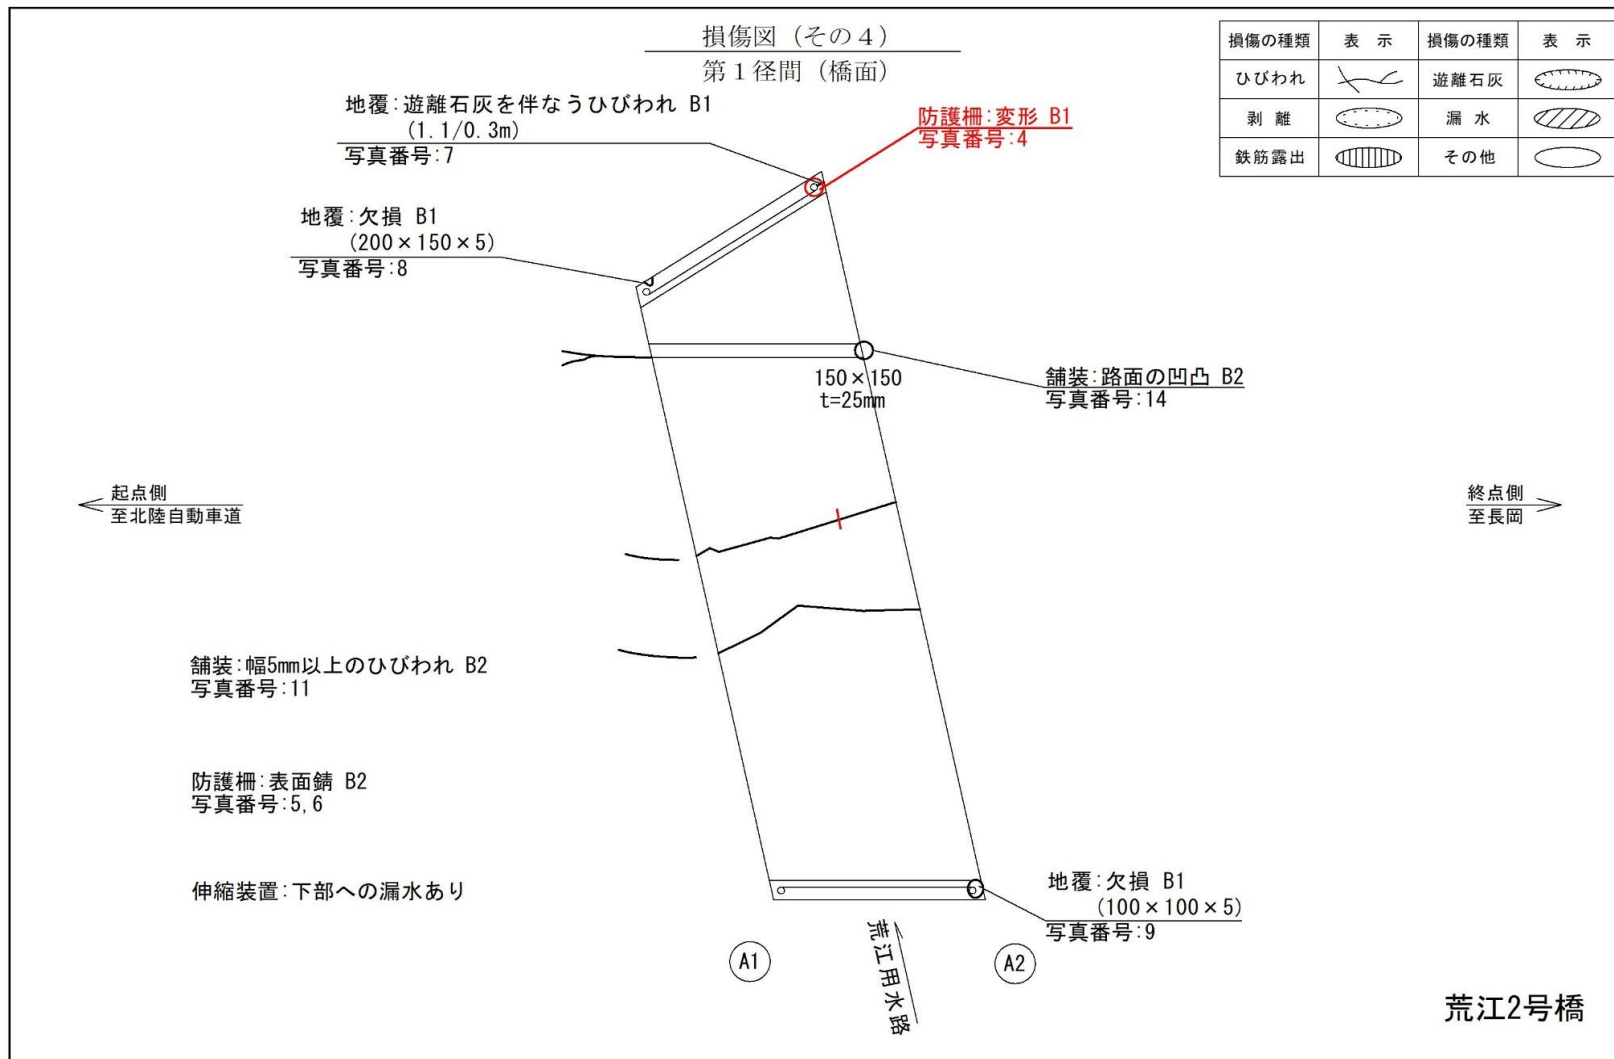 損傷図（その４）
第１径間（橋面）
損傷の種類 表 示 損傷の種類 表 示
ひびわれ 遊離石灰
剥 離 漏 水
鉄筋露出 その他
地覆:遊離石灰を伴なうひびわれ B1
(1.1/0.3m)
写真番号:7
防護柵:変形 B1
写真番号:4
地覆:欠損 B1
(200×150×5)
写真番号:8
150×150
t=25mm
舗装:路面の凹凸 B2
写真番号:14
起点側
至北陸自動車道
終点側
至長岡
舗装:幅5mm以上のひびわれ B2
写真番号:11
防護柵:表面錆 B2
写真番号:5,6
伸縮装置:下部への漏水あり
地覆:欠損 B1
(100×100×5)
写真番号:9
A1
荒江用水路
A2
荒江2号橋